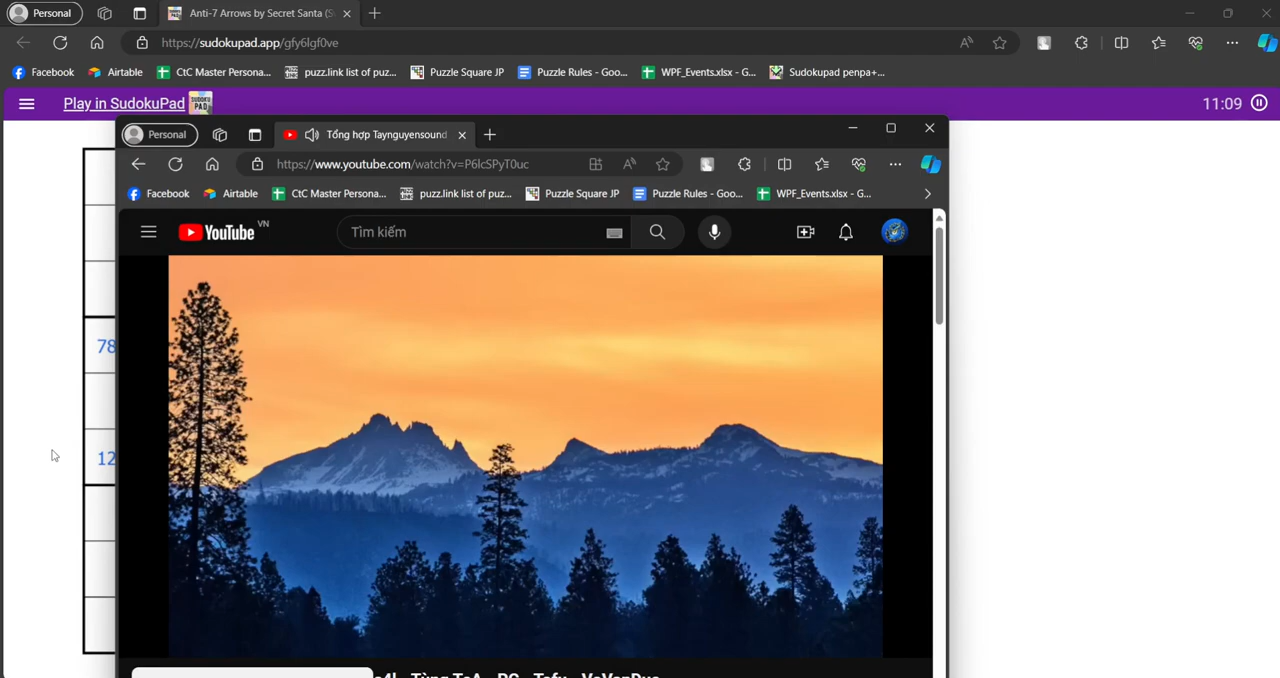 Personal
Anti-7 Arrows by Secret Santa (S
https://sudokupad.app/gfy6lgf0ve
Facebook Airtable CtC Master Persona... puzz.link list of puz... Puzzle Square JP Puzzle Rules - Goo... WPF_Events.xlsx - G... Sudokupad penpa+...
Play in SudokuPad SUDOKU PAD
11:09
Personal
Tổng hợp Taynguyensound
https://www.youtube.com/watch?v=P6lcSPyT0uc
Facebook Airtable CtC Master Persona... puzz.link list of puz... Puzzle Square JP Puzzle Rules - Goo... WPF_Events.xlsx - G...
YouTube VN
Tìm kiếm
78
12